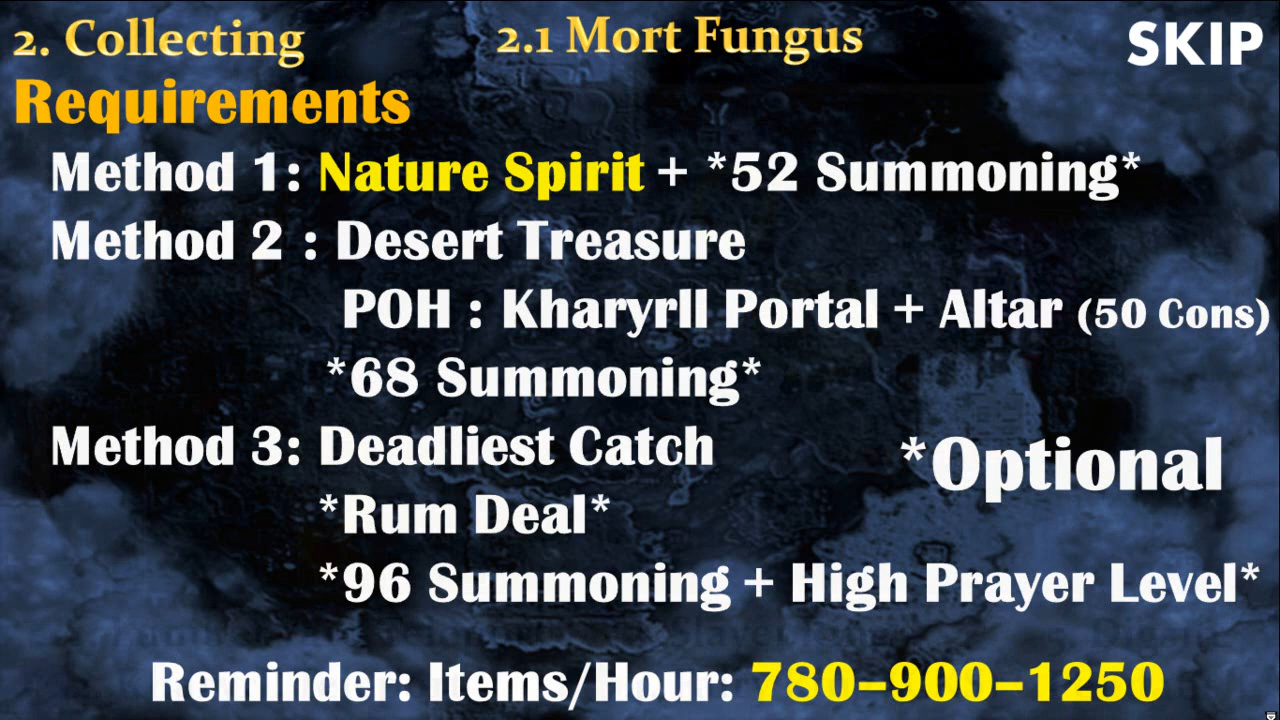 2. Collecting
2.1 Mort Fungus
SKIP
Requirements
Method 1: Nature Spirit + *52 Summoning*
Method 2 : Desert Treasure
POH : Kharyrll Portal + Altar (50 Cons)
*68 Summoning*
Method 3: Deadliest Catch
*Optional
*Rum Deal*
*96 Summoning + High Prayer Level*
Reminder: Items/Hour: 780-900-1250